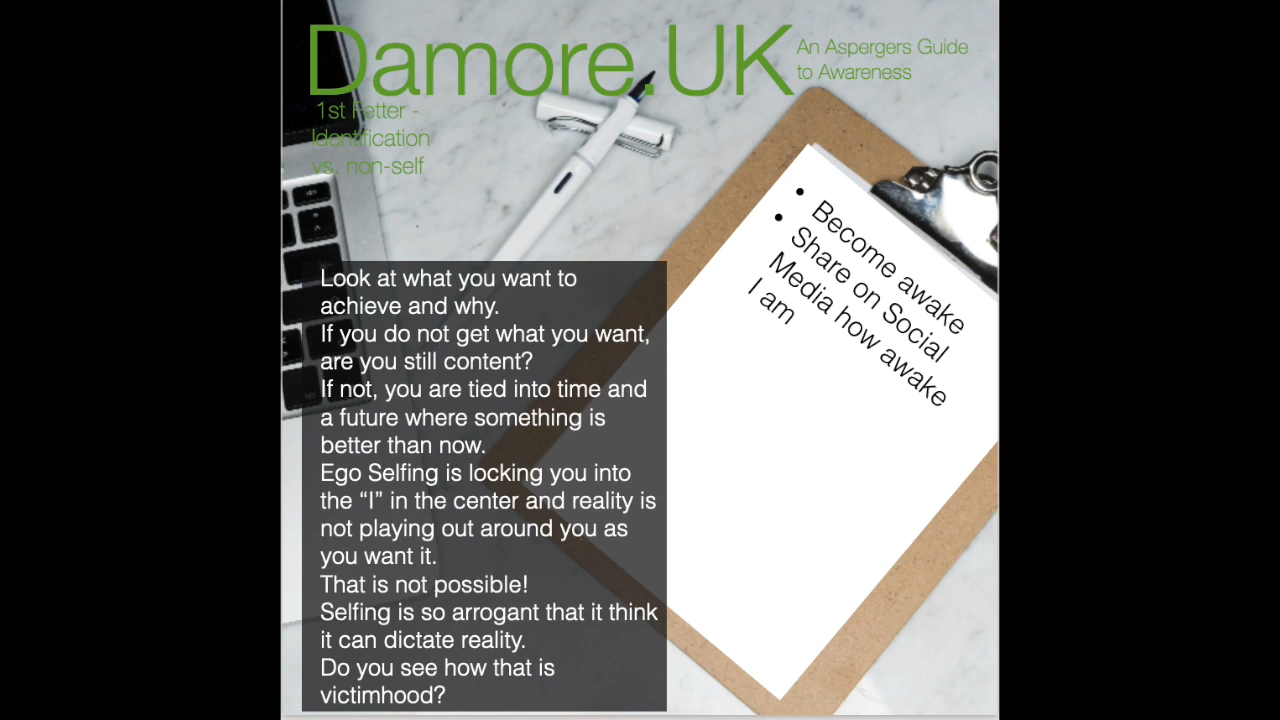 Damore.UK
An Aspergers Guide
to Awareness
1st Fetter -
Identification
vs. non-self
Become awake
Share on Social
Media how awake
I am
Look at what you want to
achieve and why.
If you do not get what you want,
are you still content?
If not, you are tied into time and
a future where something is
better than now.
Ego Selfing is locking you into
the “I” in the center and reality is
not playing out around you as
you want it.
That is not possible!
Selfing is so arrogant that it think
it can dictate reality.
Do you see how that is
victimhood?